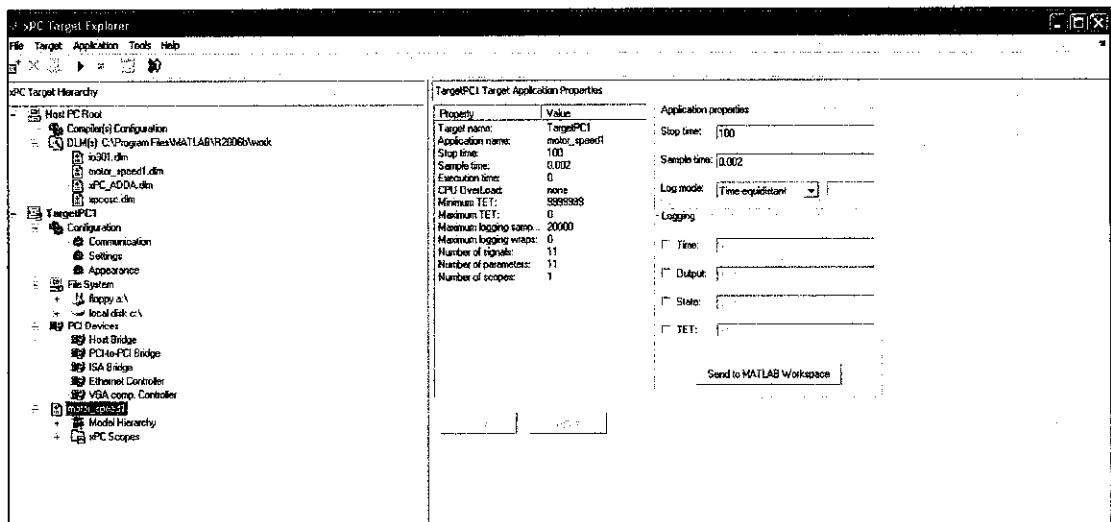 xPC Target Explorer
File Target Application Tools Help
xPC Target Hierarchy
Host PC Root
Compiler(s) Configuration
DLM(s): C:\Program Files\MATLAB\R2006b\work
io301.dlm
motor_speed1.dlm
xPC_ADDA.dlm
xpcosc.dlm
TargetPC1
Configuration
Communication
Settings
Appearance
File System
floppy a:\
local disk c:\
PCI Devices
Host Bridge
PCI-to-PCI Bridge
ISA Bridge
Ethernet Controller
VGA comp. Controller
motor_speed1
Model Hierarchy
xPC Scopes
TargetPC1 Target Application Properties
Property Value
Target name: TargetPC1
Application name: motor_speed1
Stop time: 100
Sample time: 0.002
Execution time: 0
CPU OverLoad: none
Minimum TET: 9999999
Maximum TET: 0
Maximum logging samp... 20000
Maximum logging wraps: 0
Number of signals: 11
Number of parameters: 11
Number of scopes: 1
Application properties
Stop time: 100
Sample time: 0.002
Log mode: Time-equidistant
Logging
Time:
Output:
State:
TET:
Send to MATLAB Workspace